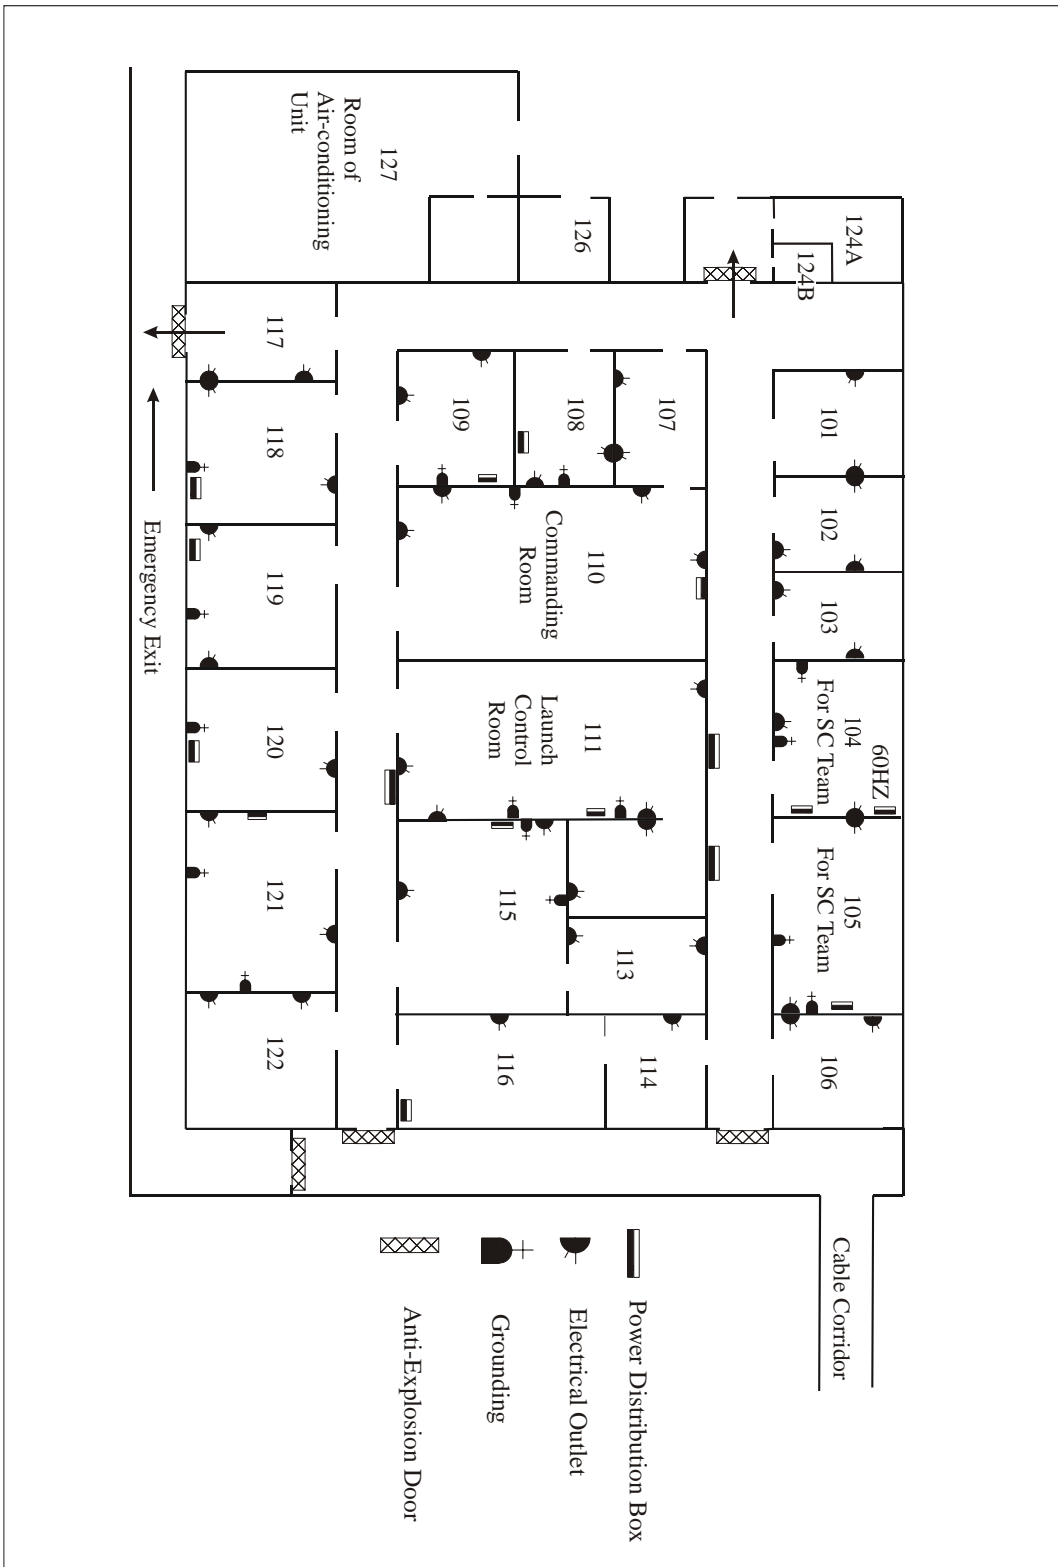 127
Room of
Air-conditioning
Unit
126
124A
124B
117
109
108
107
101
118
102
Commanding
Room
110
119
103
Emergency Exit
120
Launch
Control
Room
111
104
For SC Team
60HZ
121
115
105
For SC Team
113
122
116
114
106
Cable Corridor
Power Distribution Box
Electrical Outlet
Grounding
Anti-Explosion Door